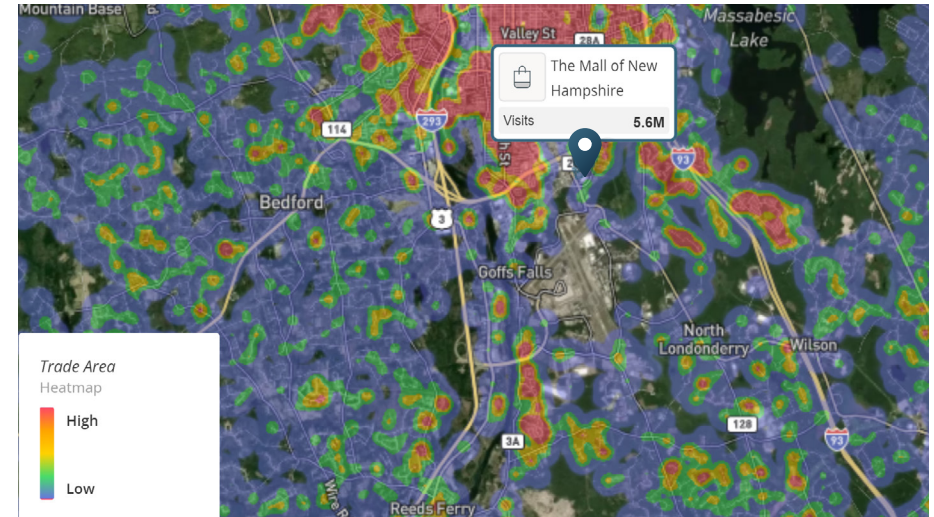 Mountain Base
Massabesic
Lake
Valley St
28A
The Mall of New
Hampshire
Visits
5.6M
293
114
93
Bedford
3
Goffs Falls
North
Londonderry
Wilson
Trade Area
Heatmap
High
Low
128
93
3A
Reeds Ferry